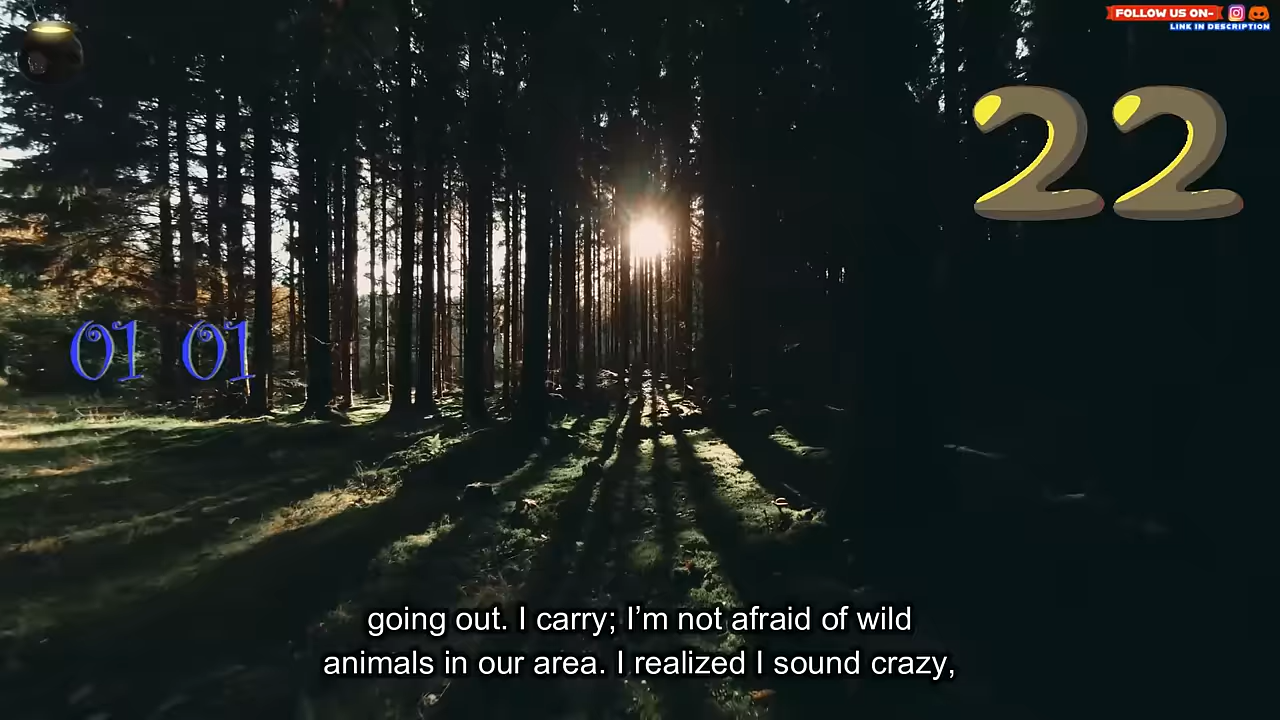 FOLLOW US ON-
LINK IN DESCRIPTION
22
01 01
going out. I carry; I’m not afraid of wild
animals in our area. I realized I sound crazy,